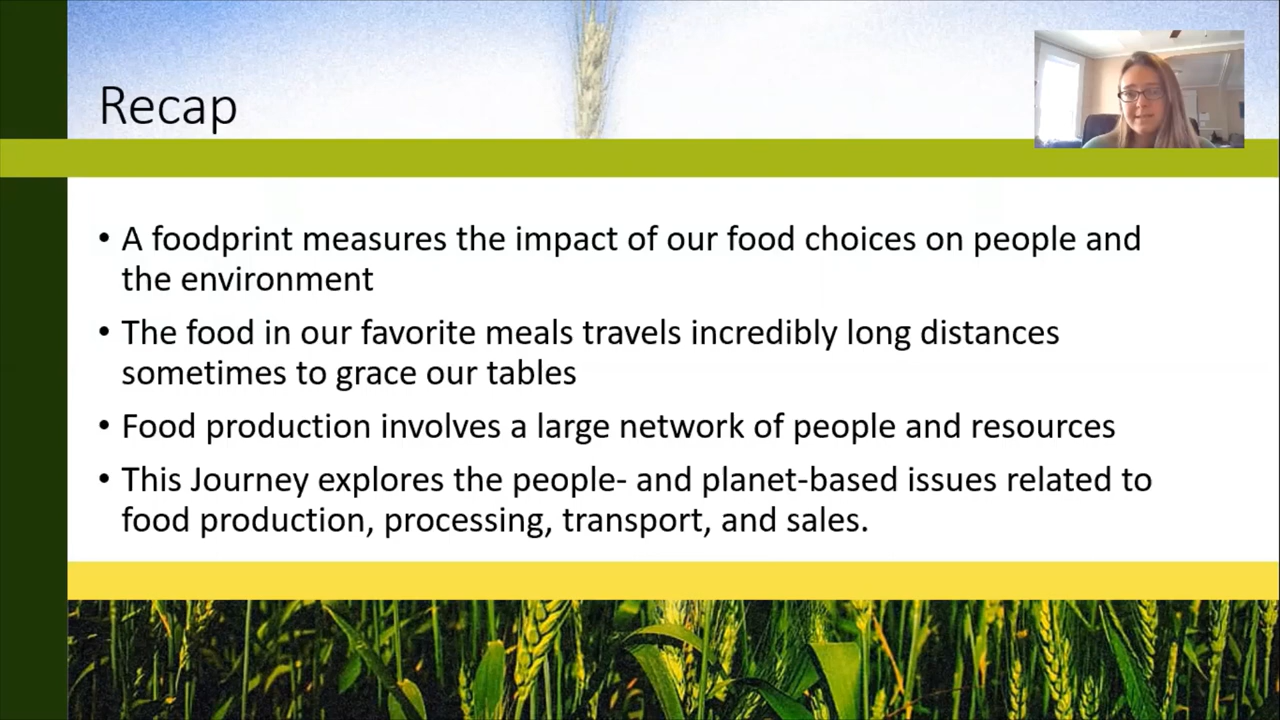 Recap
• A foodprint measures the impact of our food choices on people and
the environment
• The food in our favorite meals travels incredibly long distances
sometimes to grace our tables
• Food production involves a large network of people and resources
• This Journey explores the people- and planet-based issues related to
food production, processing, transport, and sales.